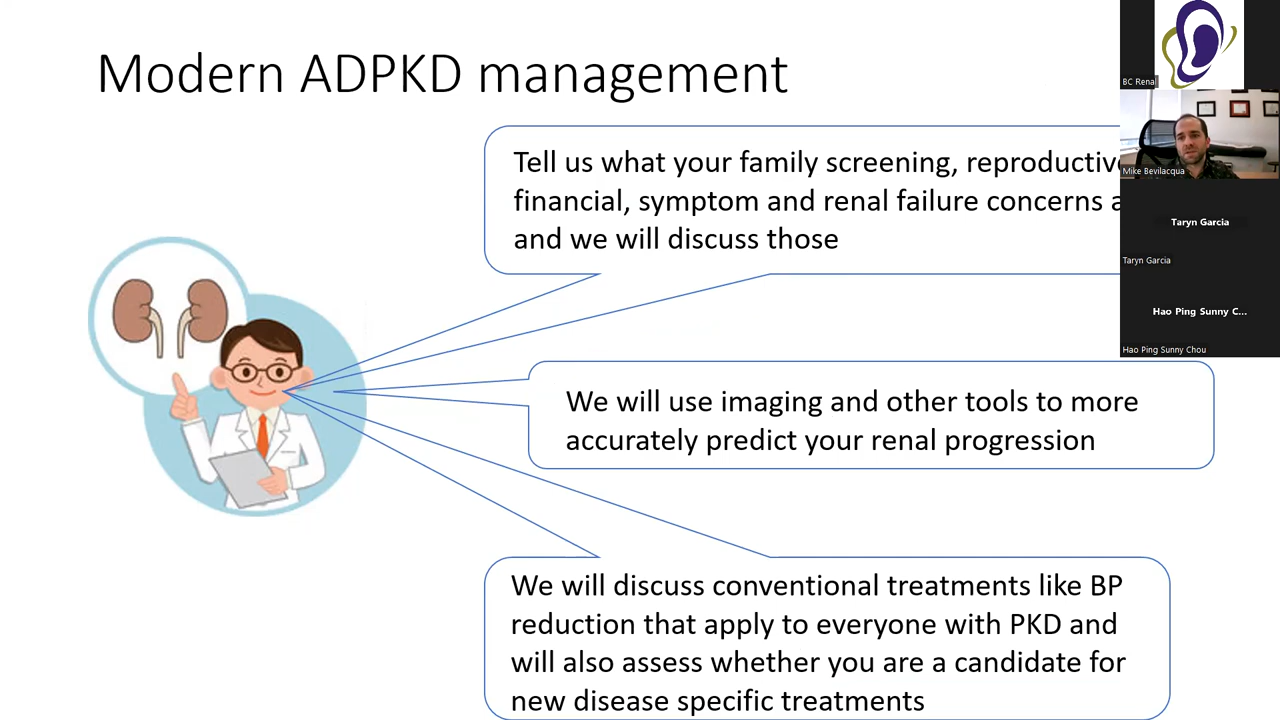 Modern ADPKD management
Tell us what your family screening, reproductive
financial, symptom and renal failure concerns a
and we will discuss those
We will use imaging and other tools to more
accurately predict your renal progression
We will discuss conventional treatments like BP
reduction that apply to everyone with PKD and
will also assess whether you are a candidate for
new disease specific treatments
BC Renal
Mike Bevilacqua
Taryn Garcia
Taryn Garcia
Hao Ping Sunny C...
Hao Ping Sunny Chou